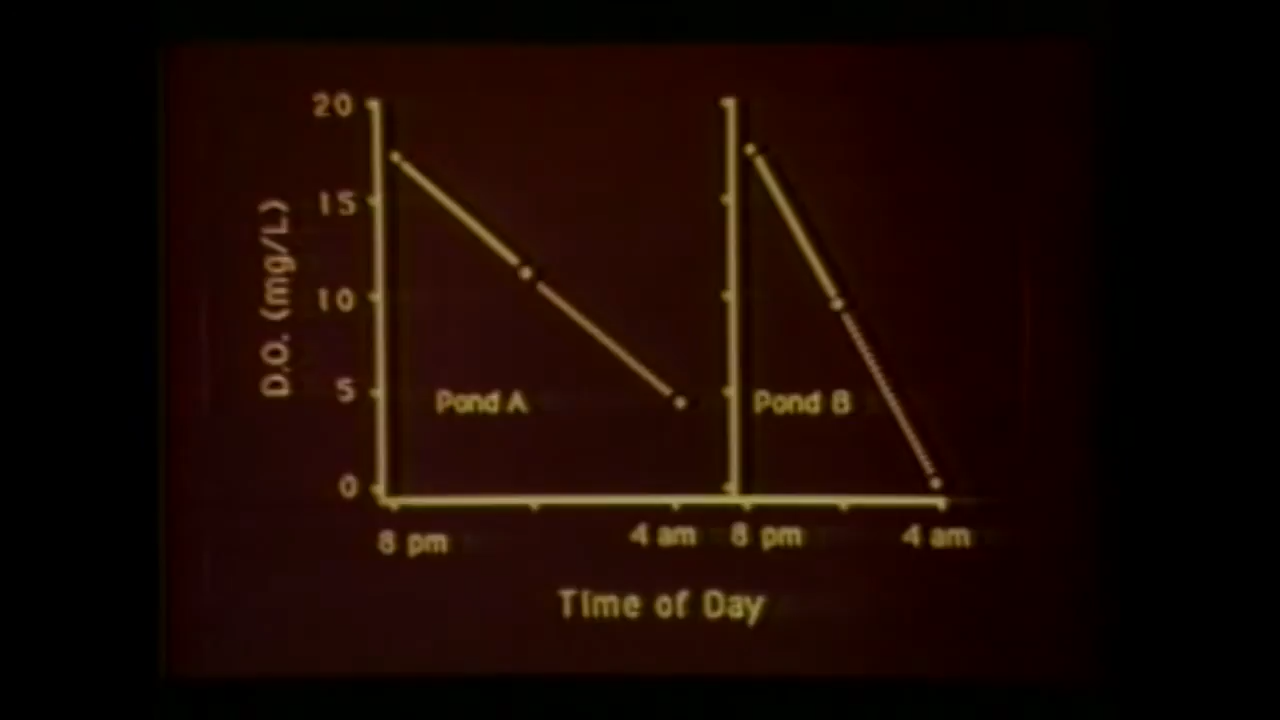 20
15
10
5
0
D.O. (mg/L)
Pond A
Pond B
8 pm
4 am
8 pm
4 am
Time of Day